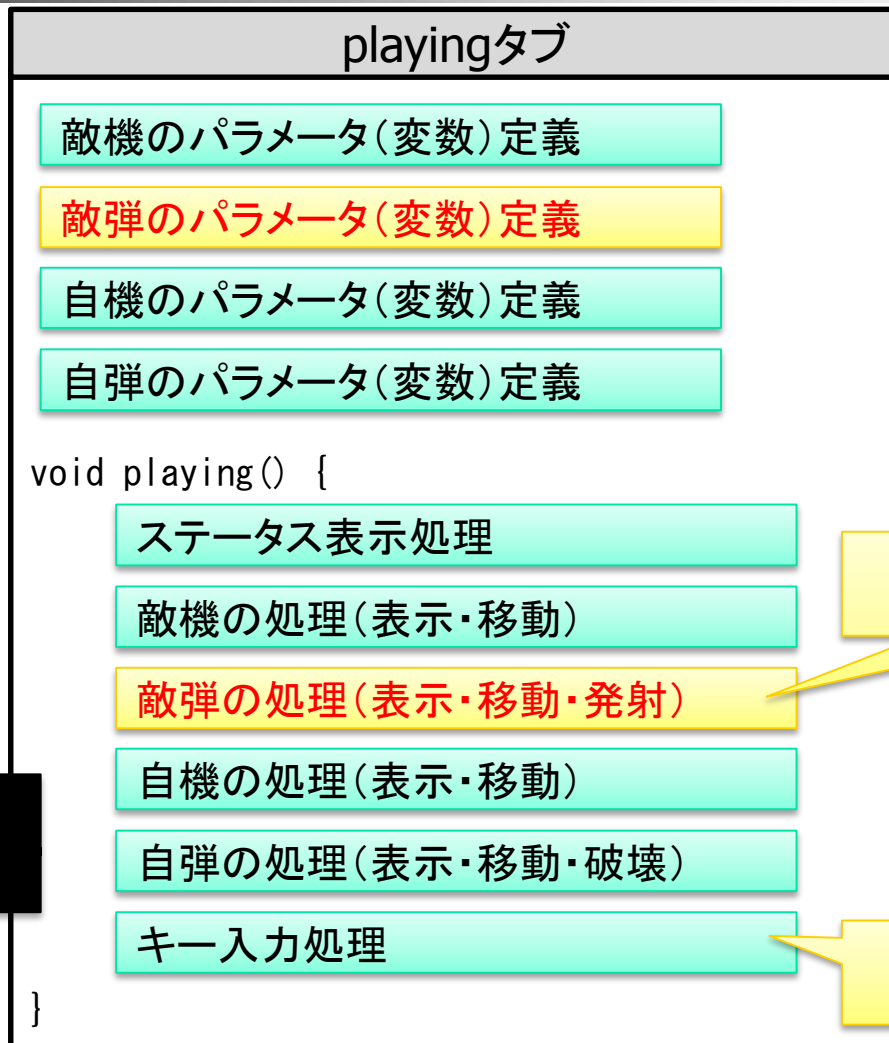 playingタブ
敵機のパラメータ(変数)定義
敵弾のパラメータ(変数)定義
自機のパラメータ(変数)定義
自弾のパラメータ(変数)定義
void playing() {
ステータス表示処理
敵機の処理(表示・移動)
敵弾の処理(表示・移動・発射)
自機の処理(表示・移動)
自弾の処理(表示・移動・破壊)
キー入力処理
}